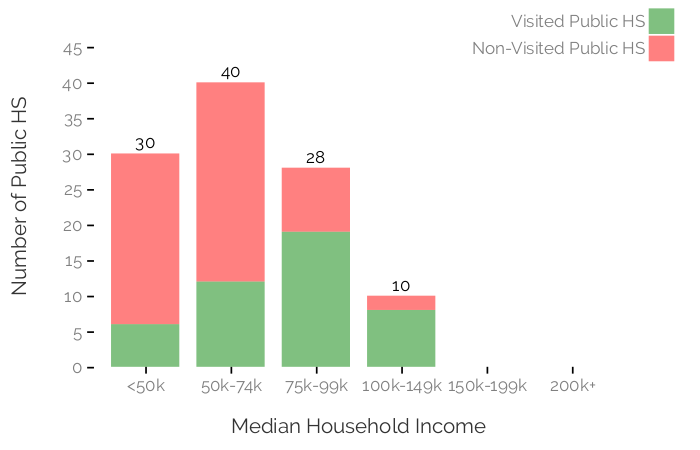 Visited Public HS
Non-Visited Public HS
Number of Public HS
45
40
35
30
25
20
15
10
5
0
30
40
28
10
<50k
50k-74k
75k-99k
100k-149k
150k-199k
200k+
Median Household Income